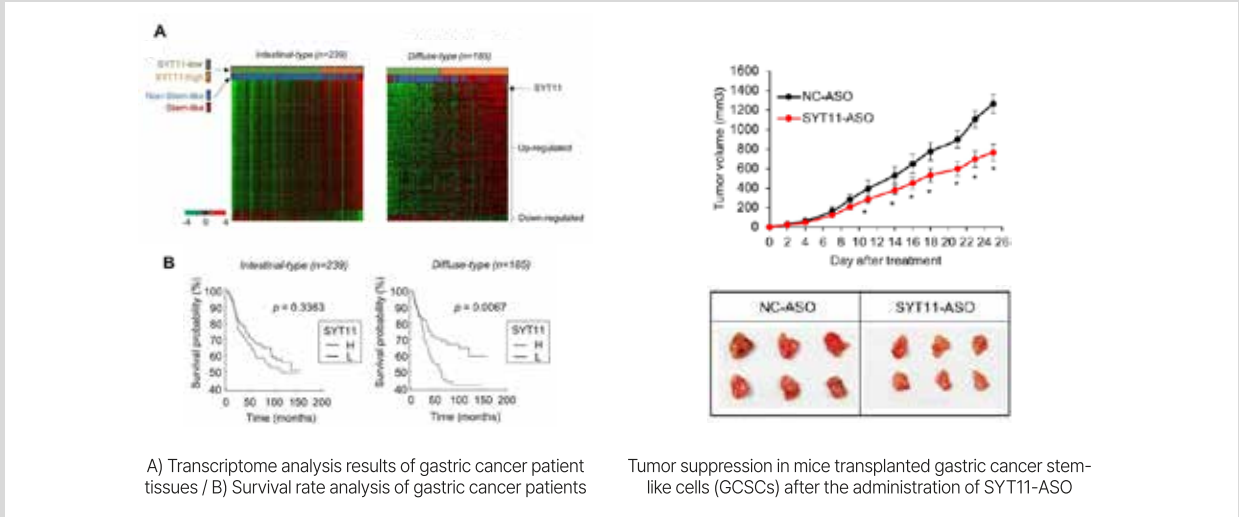 A
Intestinal-type (n=239)
Diffuse-type (n=185)
SYT11-low
SYT11-high
Non-Stem-like
Stem-like
SYT11
Up-regulated
Down-regulated
-4 0 4
B
Intestinal-type (n=239)
Diffuse-type (n=185)
Survival probability (%)
100
90
80
70
60
50
40
p = 0.3363
SYT11
H
L
0 50 100 150 200
Time (months)
Survival probability (%)
100
90
80
70
60
50
40
p = 0.0067
SYT11
H
L
0 50 100 150 200
Time (months)
A) Transcriptome analysis results of gastric cancer patient
tissues / B) Survival rate analysis of gastric cancer patients
Tumor volume (mm3)
1600
1400
1200
1000
800
600
400
200
0
NC-ASO
SYT11-ASO
* * * * * * *
0 2 4 6 8 10 12 14 16 18 20 22 24 26
Day after treatment
NC-ASO SYT11-ASO
Tumor suppression in mice transplanted gastric cancer stem-
like cells (GCSCs) after the administration of SYT11-ASO